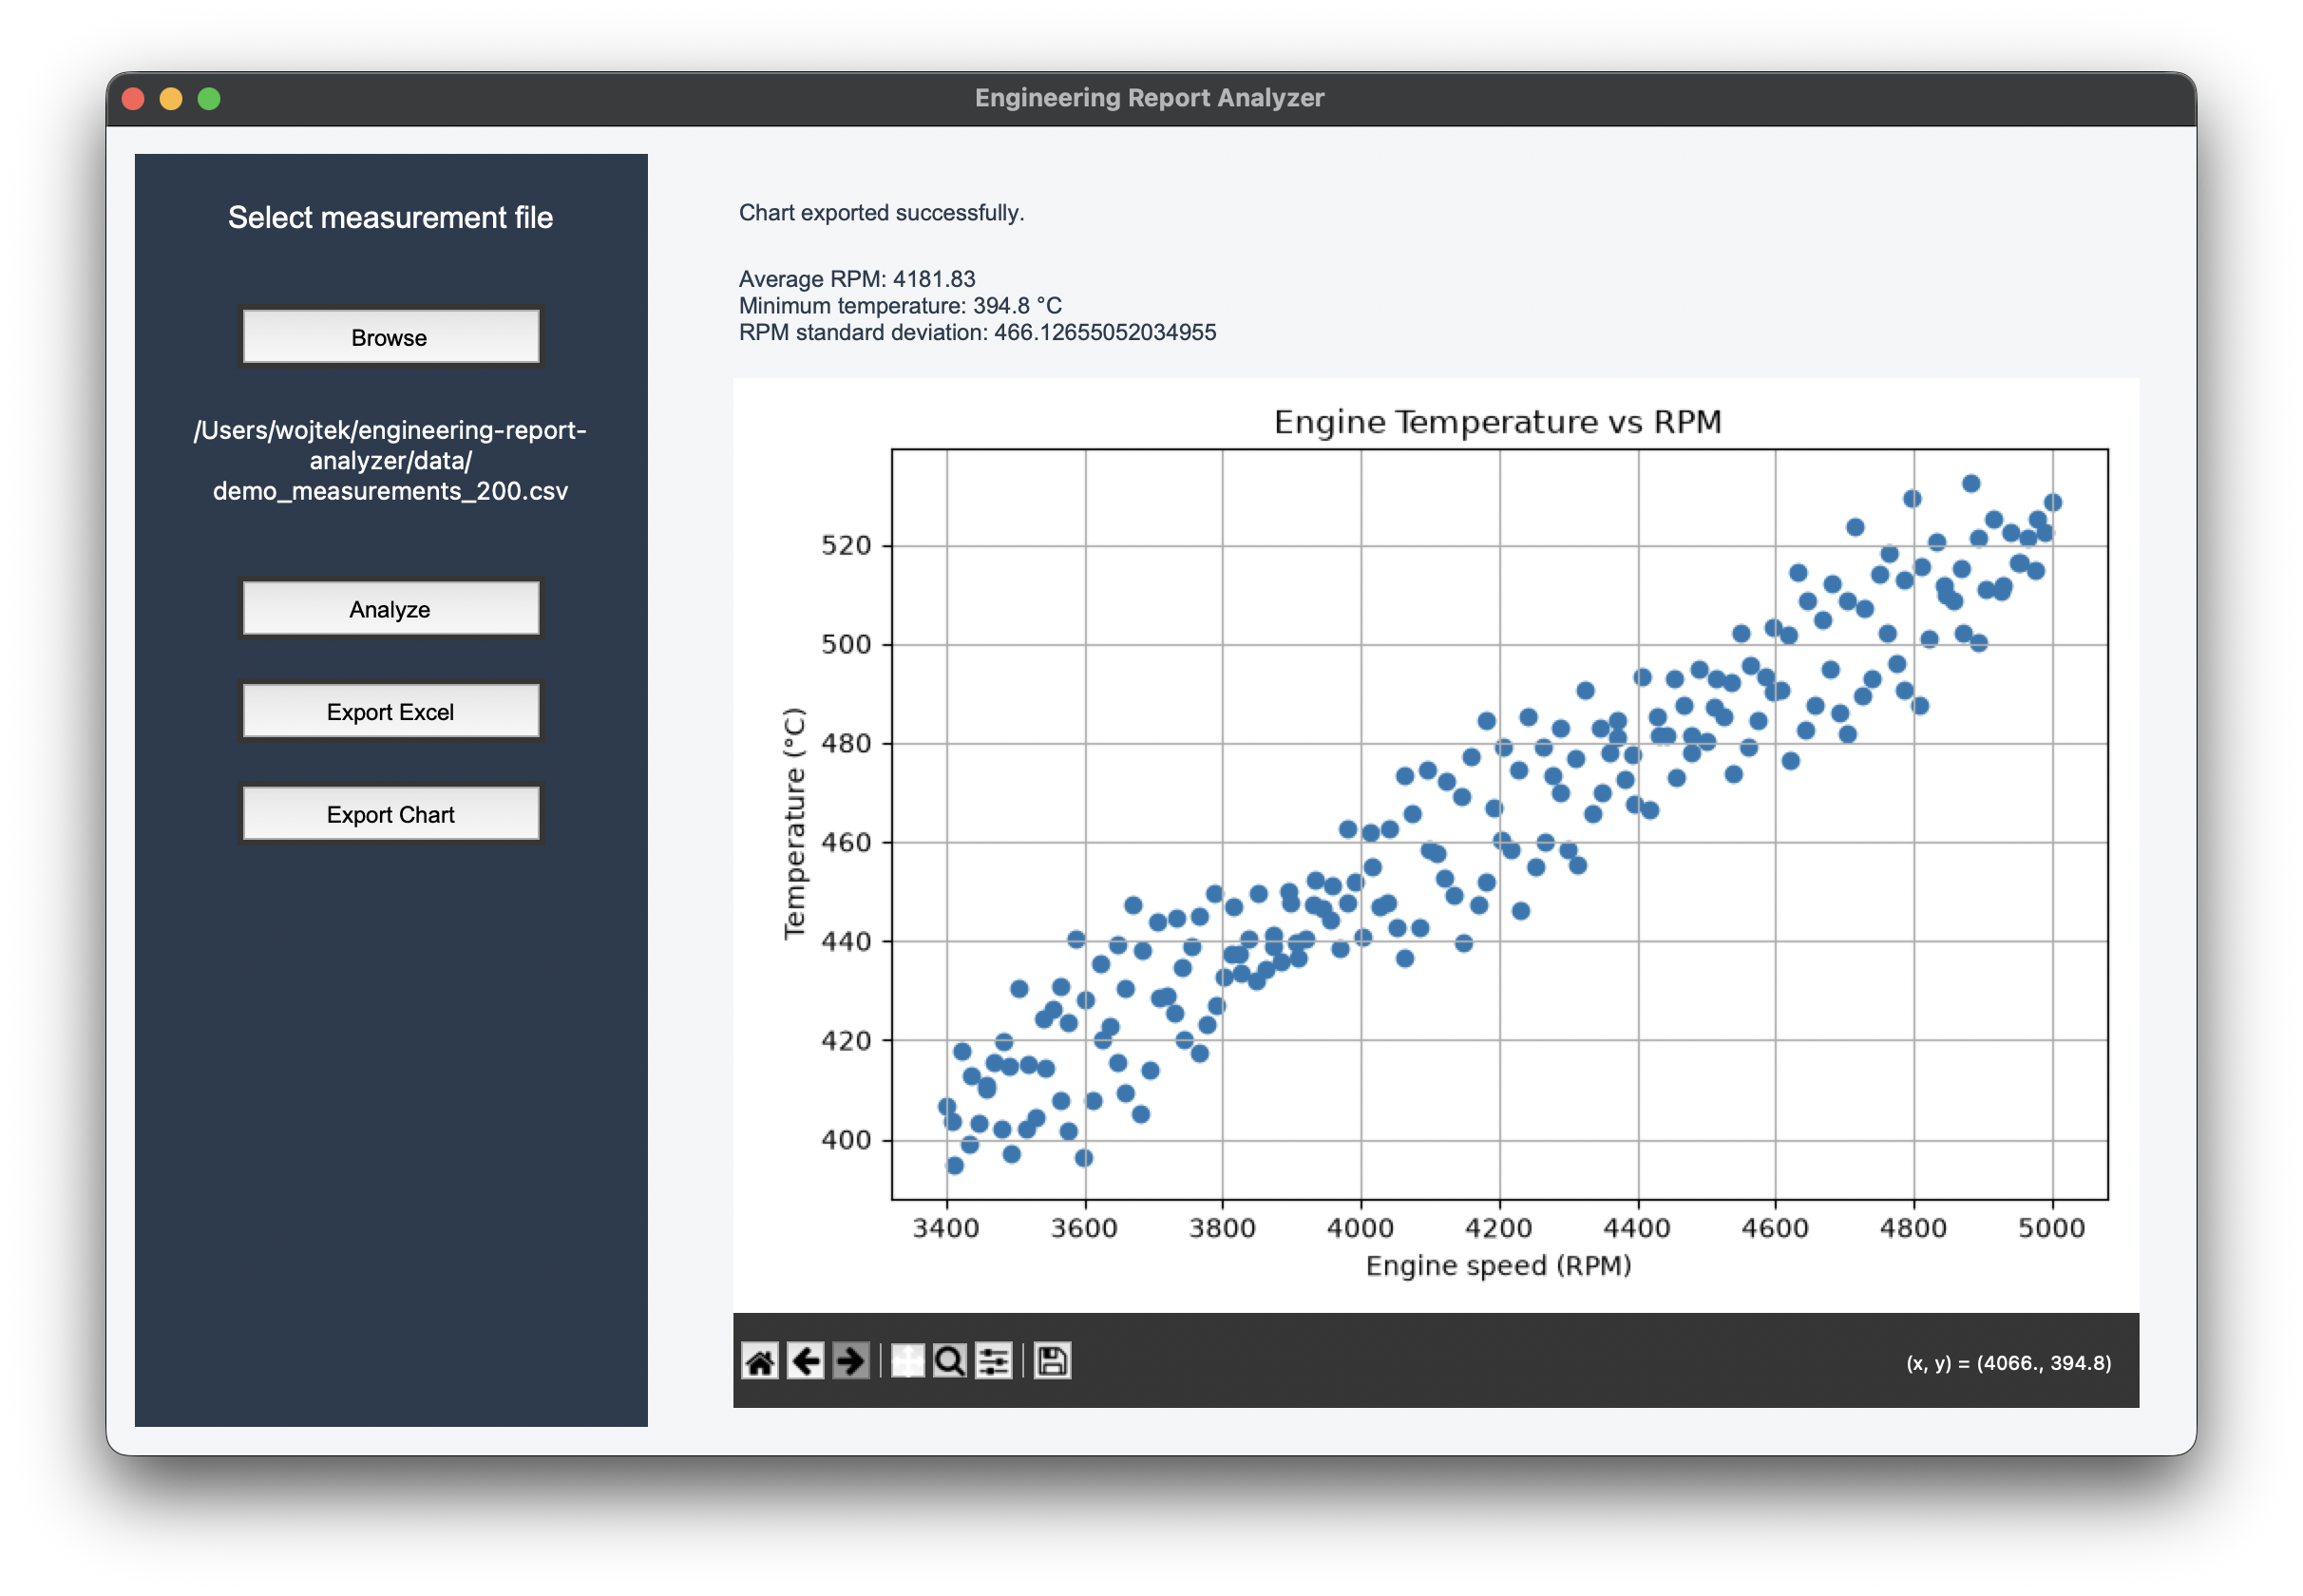 Engineering Report Analyzer
Select measurement file
Browse
/Users/wojtek/engineering-report-
analyzer/data/
demo_measurements_200.csv
Analyze
Export Excel
Export Chart
Chart exported successfully.
Average RPM: 4181.83
Minimum temperature: 394.8 °C
RPM standard deviation: 466.12655052034955
Engine Temperature vs RPM
Temperature (°C)
520
500
480
460
440
420
400
3400 3600 3800 4000 4200 4400 4600 4800 5000
Engine speed (RPM)
(x, y) = (4066., 394.8)